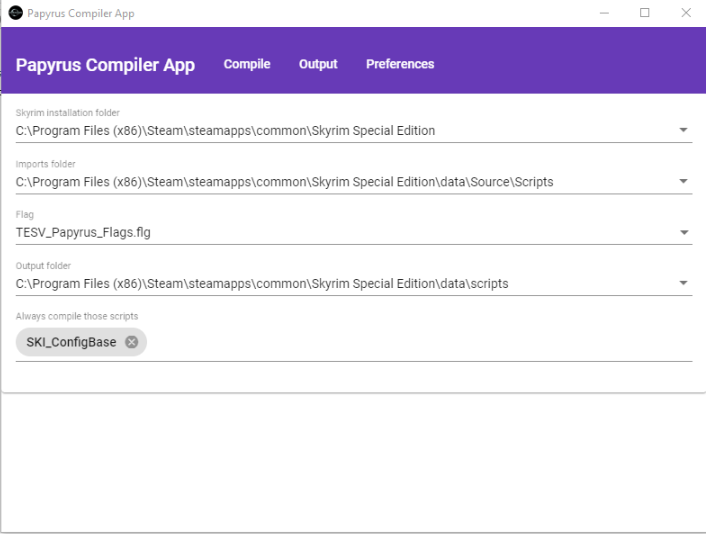 Papyrus Compiler App
Papyrus Compiler App Compile Output Preferences
Skyrim installation folder
C:\Program Files (x86)\Steam\steamapps\common\Skyrim Special Edition
Imports folder
C:\Program Files (x86)\Steam\steamapps\common\Skyrim Special Edition\data\Source\Scripts
Flag
TESV_Papyrus_Flags.flg
Output folder
C:\Program Files (x86)\Steam\steamapps\common\Skyrim Special Edition\data\scripts
Always compile those scripts
SKI_ConfigBase